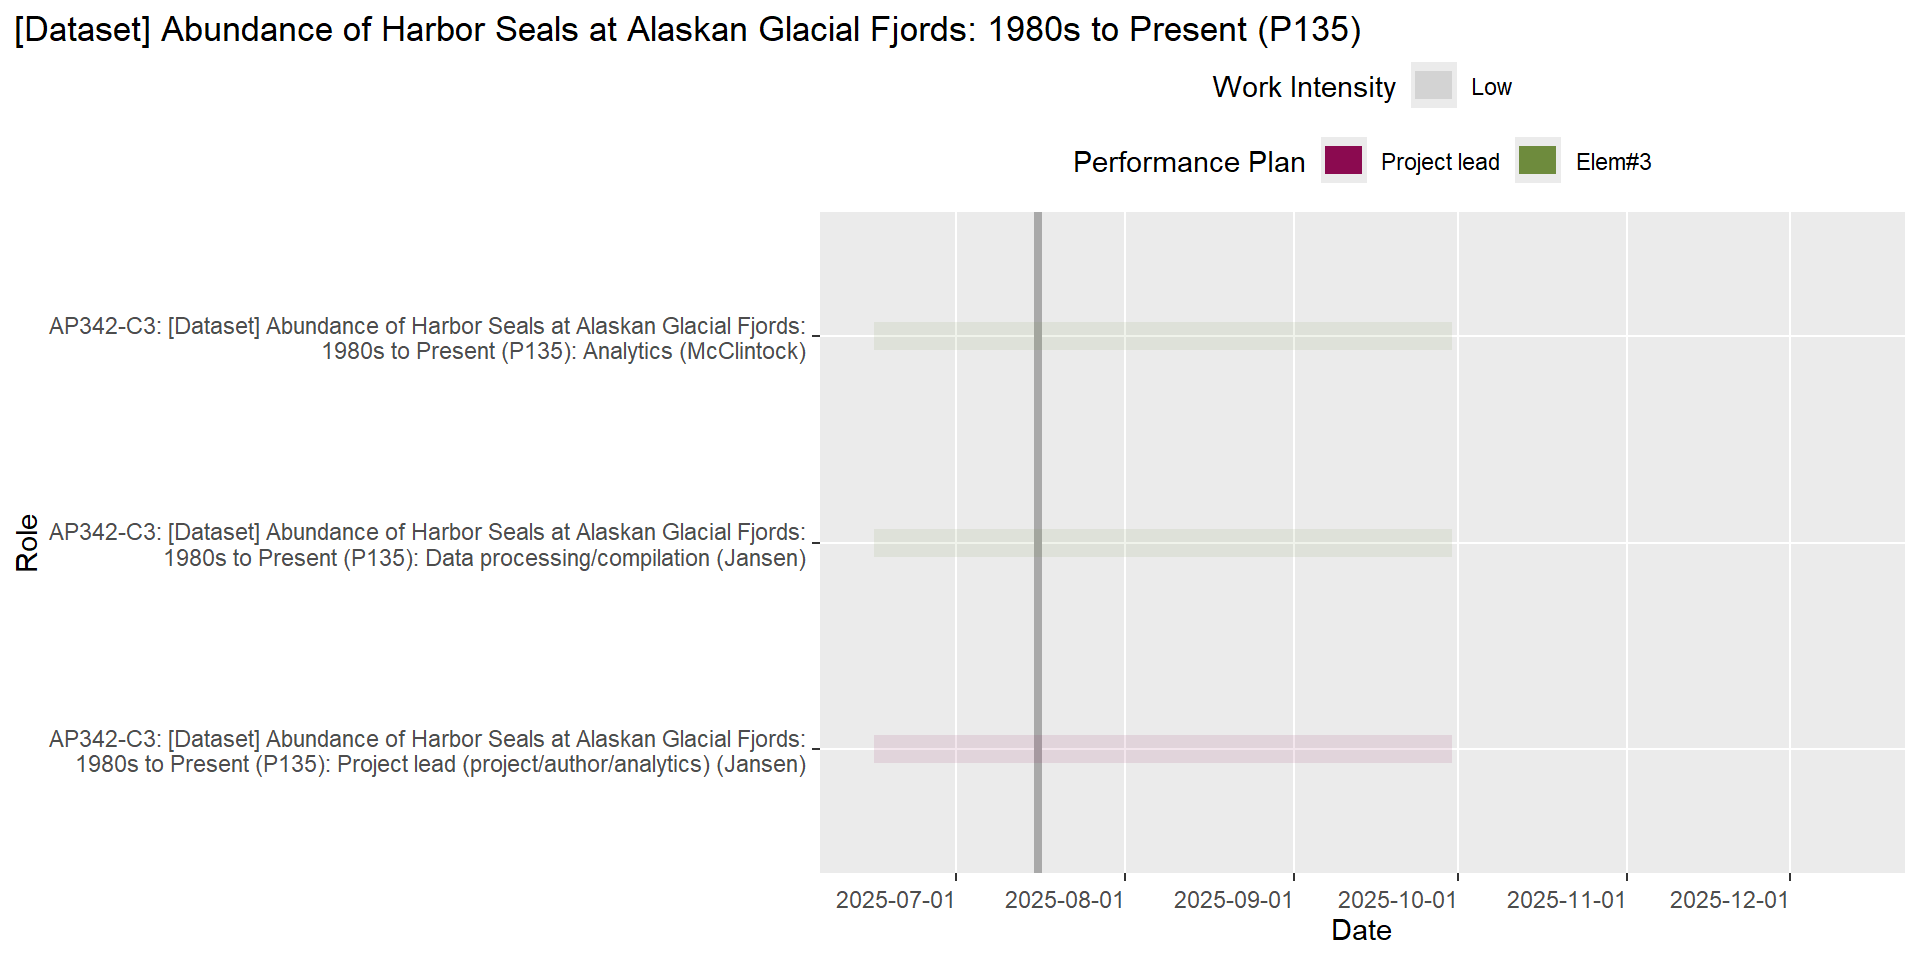 [Dataset] Abundance of Harbor Seals at Alaskan Glacial Fjords: 1980s to Present (P135)
Work Intensity Low
Performance Plan Project lead Elem#3
Role
AP342-C3: [Dataset] Abundance of Harbor Seals at Alaskan Glacial Fjords:
1980s to Present (P135): Analytics (McClintock)
AP342-C3: [Dataset] Abundance of Harbor Seals at Alaskan Glacial Fjords:
1980s to Present (P135): Data processing/compilation (Jansen)
AP342-C3: [Dataset] Abundance of Harbor Seals at Alaskan Glacial Fjords:
1980s to Present (P135): Project lead (project/author/analytics) (Jansen)
2025-07-01 2025-08-01 2025-09-01 2025-10-01 2025-11-01 2025-12-01
Date